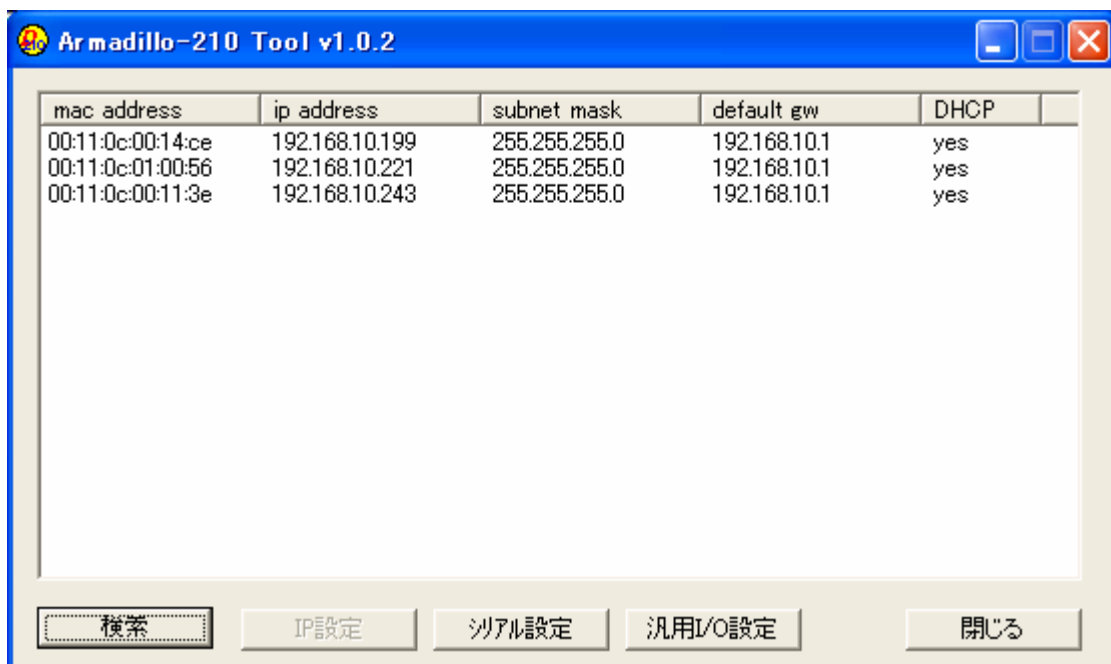 Armadillo-210 Tool v1.0.2
mac address ip address subnet mask default gw DHCP
00:11:0c:00:14:ce 192.168.10.199 255.255.255.0 192.168.10.1 yes
00:11:0c:01:00:56 192.168.10.221 255.255.255.0 192.168.10.1 yes
00:11:0c:00:11:3e 192.168.10.243 255.255.255.0 192.168.10.1 yes
検索 IP設定 シリアル設定 汎用I/O設定 閉じる